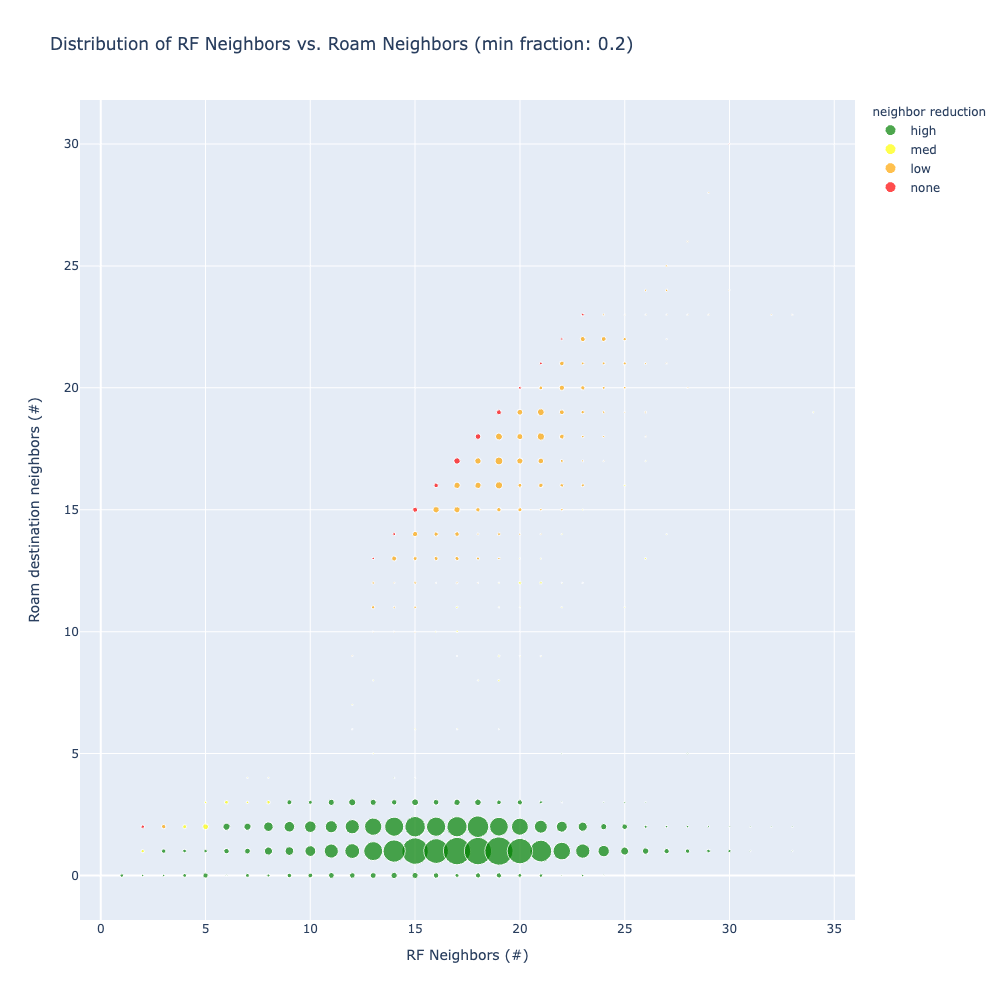 Distribution of RF Neighbors vs. Roam Neighbors (min fraction: 0.2)
neighbor reduction
high
med
low
none
30
25
20
15
10
5
0
Roam destination neighbors (#)
0 5 10 15 20 25 30 35
RF Neighbors (#)